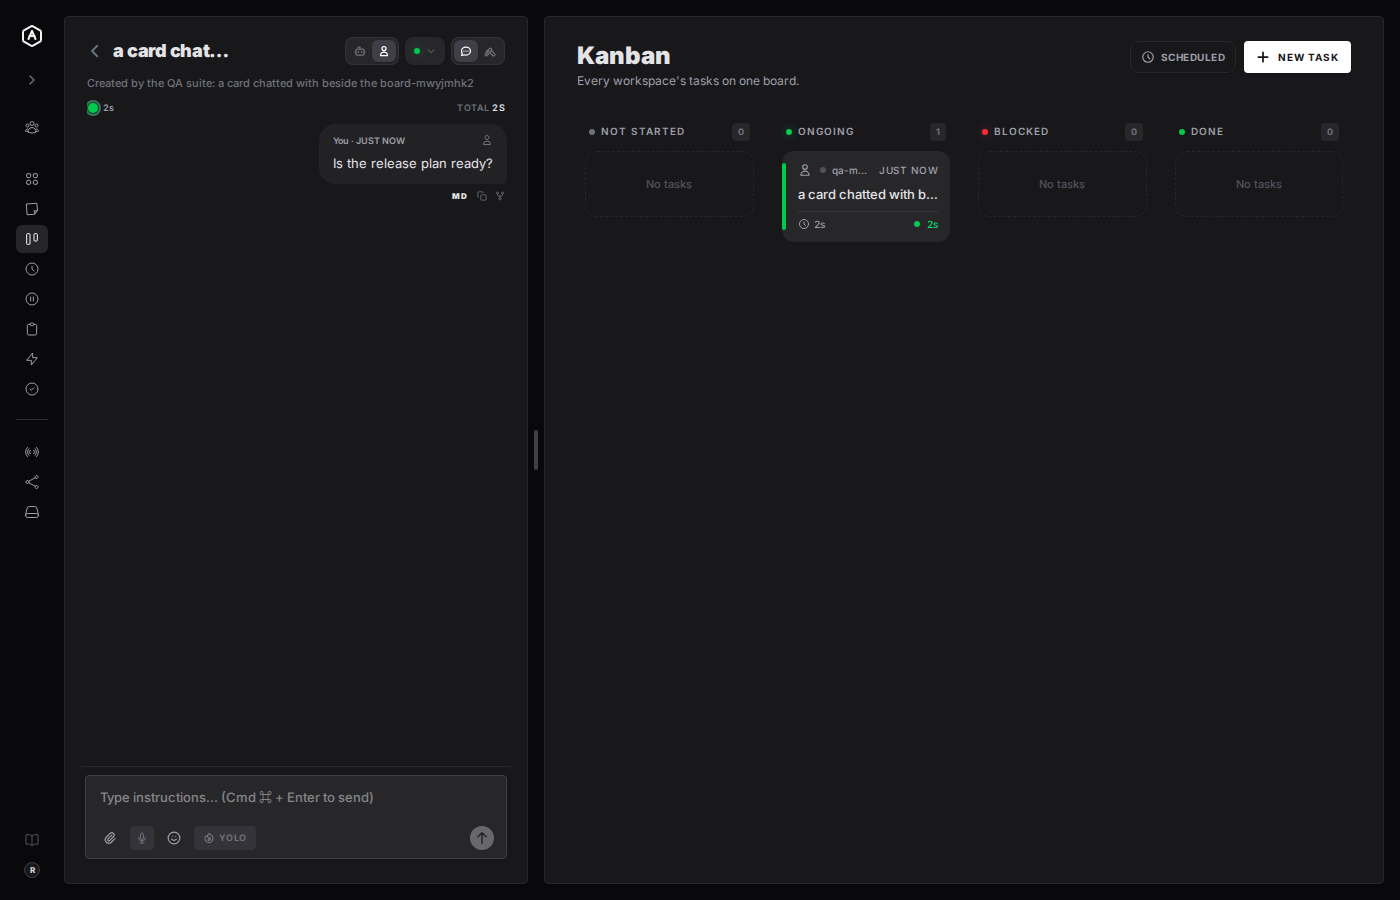 a card chat...
Created by the QA suite: a card chatted with beside the board-mwyjmhk2
2s
TOTAL 2S
You · JUST NOW
Is the release plan ready?
MD
Type instructions... (Cmd ⌘ + Enter to send)
YOLO
R
Kanban
Every workspace's tasks on one board.
SCHEDULED
NEW TASK
NOT STARTED 0
No tasks
ONGOING 1
qa-m... JUST NOW
a card chatted with b...
2s 2s
BLOCKED 0
No tasks
DONE 0
No tasks